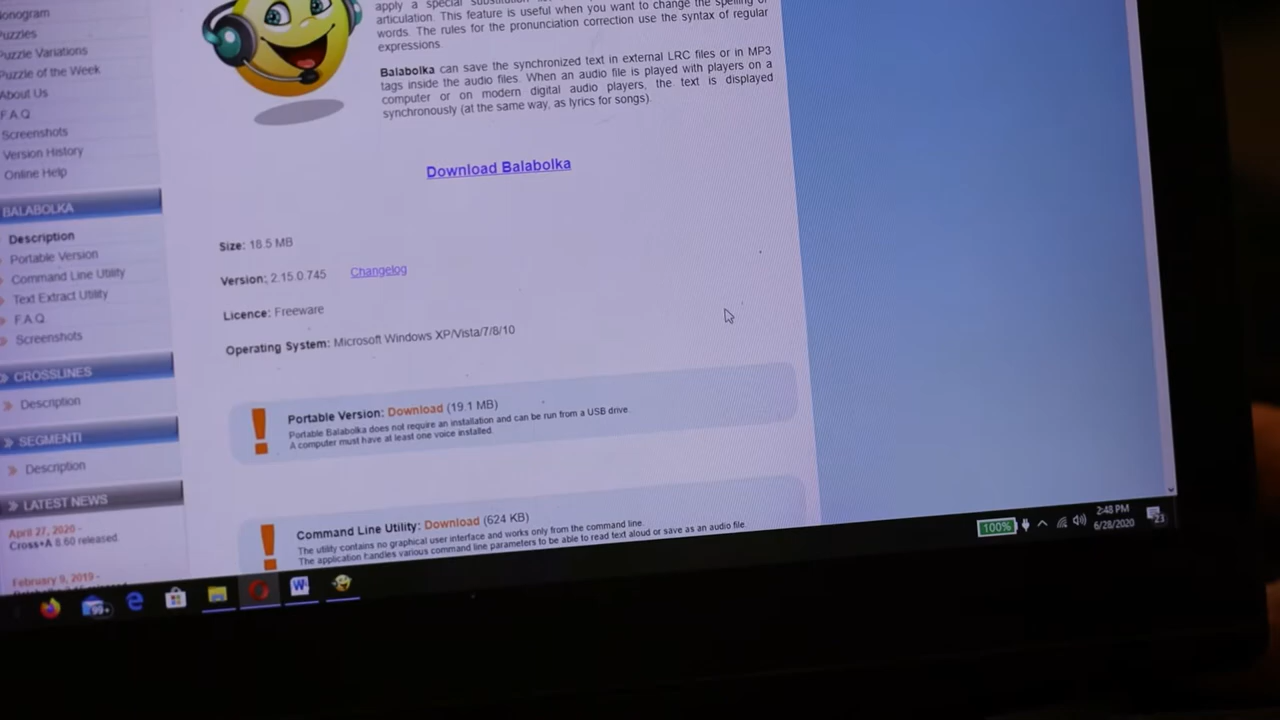 Monogram
Puzzles
Puzzle Variations
Puzzle of the Week
About Us
F.A.Q.
Screenshots
Version History
Online Help
BALABOLKA
Description
Portable Version
Command Line Utility
Text Extract Utility
F.A.Q.
Screenshots
CROSSLINES
Description
SEGMENTI
Description
LATEST NEWS
April 27, 2020 -
Cross+A 8.60 released.
February 9, 2019 -
apply a special
articulation. This feature is useful when you want to change the spelling of
words. The rules for the pronunciation correction use the syntax of regular
expressions.
Balabolka can save the synchronized text in external LRC files or in MP3
tags inside the audio files. When an audio file is played with players on a
computer or on modern digital audio players, the text is displayed
synchronously (at the same way, as lyrics for songs).
Download Balabolka
Size: 18.5 MB
Version: 2.15.0.745 Changelog
Licence: Freeware
Operating System: Microsoft Windows XP/Vista/7/8/10
Portable Version: Download (19.1 MB)
Portable Balabolka does not require an installation and can be run from a USB drive.
A computer must have at least one voice installed.
Command Line Utility: Download (624 KB)
The utility contains no graphical user interface and works only from the command line.
The application handles various command line parameters to be able to read text aloud or save as an audio file.
99+
100%
2:48 PM
6/28/2020
23